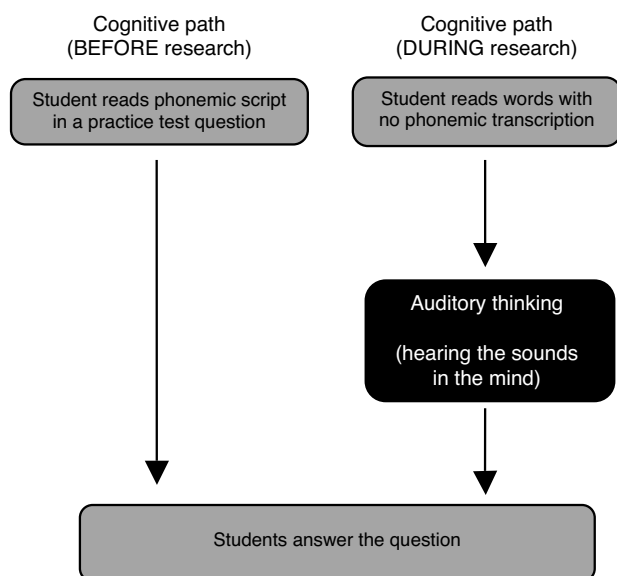 Cognitive path
(BEFORE research)
Cognitive path
(DURING research)
Student reads phonemic script
in a practice test question
Student reads words with
no phonemic transcription
Auditory thinking
(hearing the sounds
in the mind)
Students answer the question